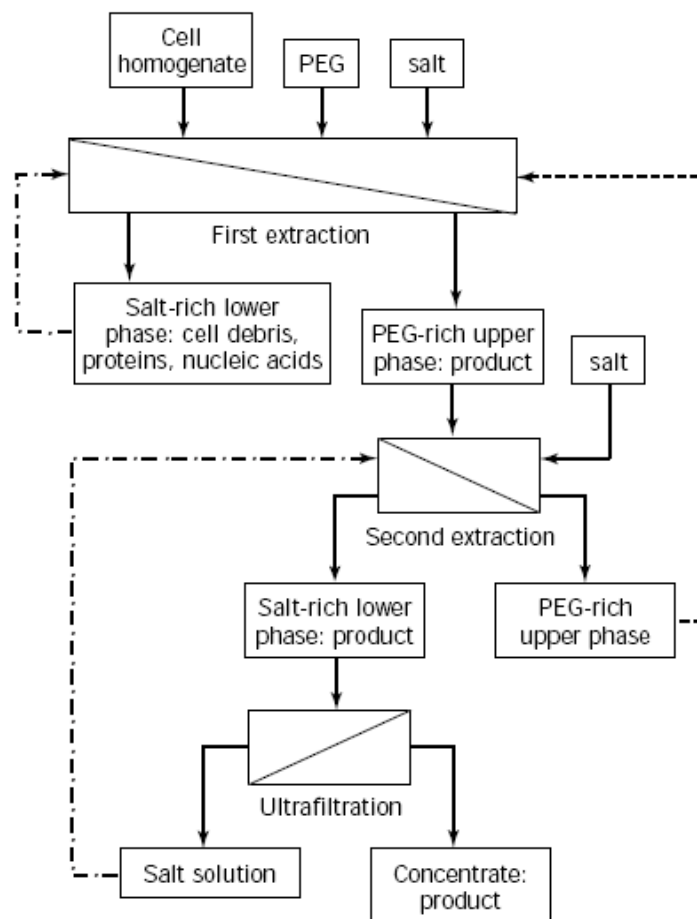 Cell
homogenate
PEG
salt
First extraction
Salt-rich lower
phase: cell debris,
proteins, nucleic acids
PEG-rich upper
phase: product
salt
Second extraction
Salt-rich lower
phase: product
PEG-rich
upper phase
Ultrafiltration
Salt solution
Concentrate:
product